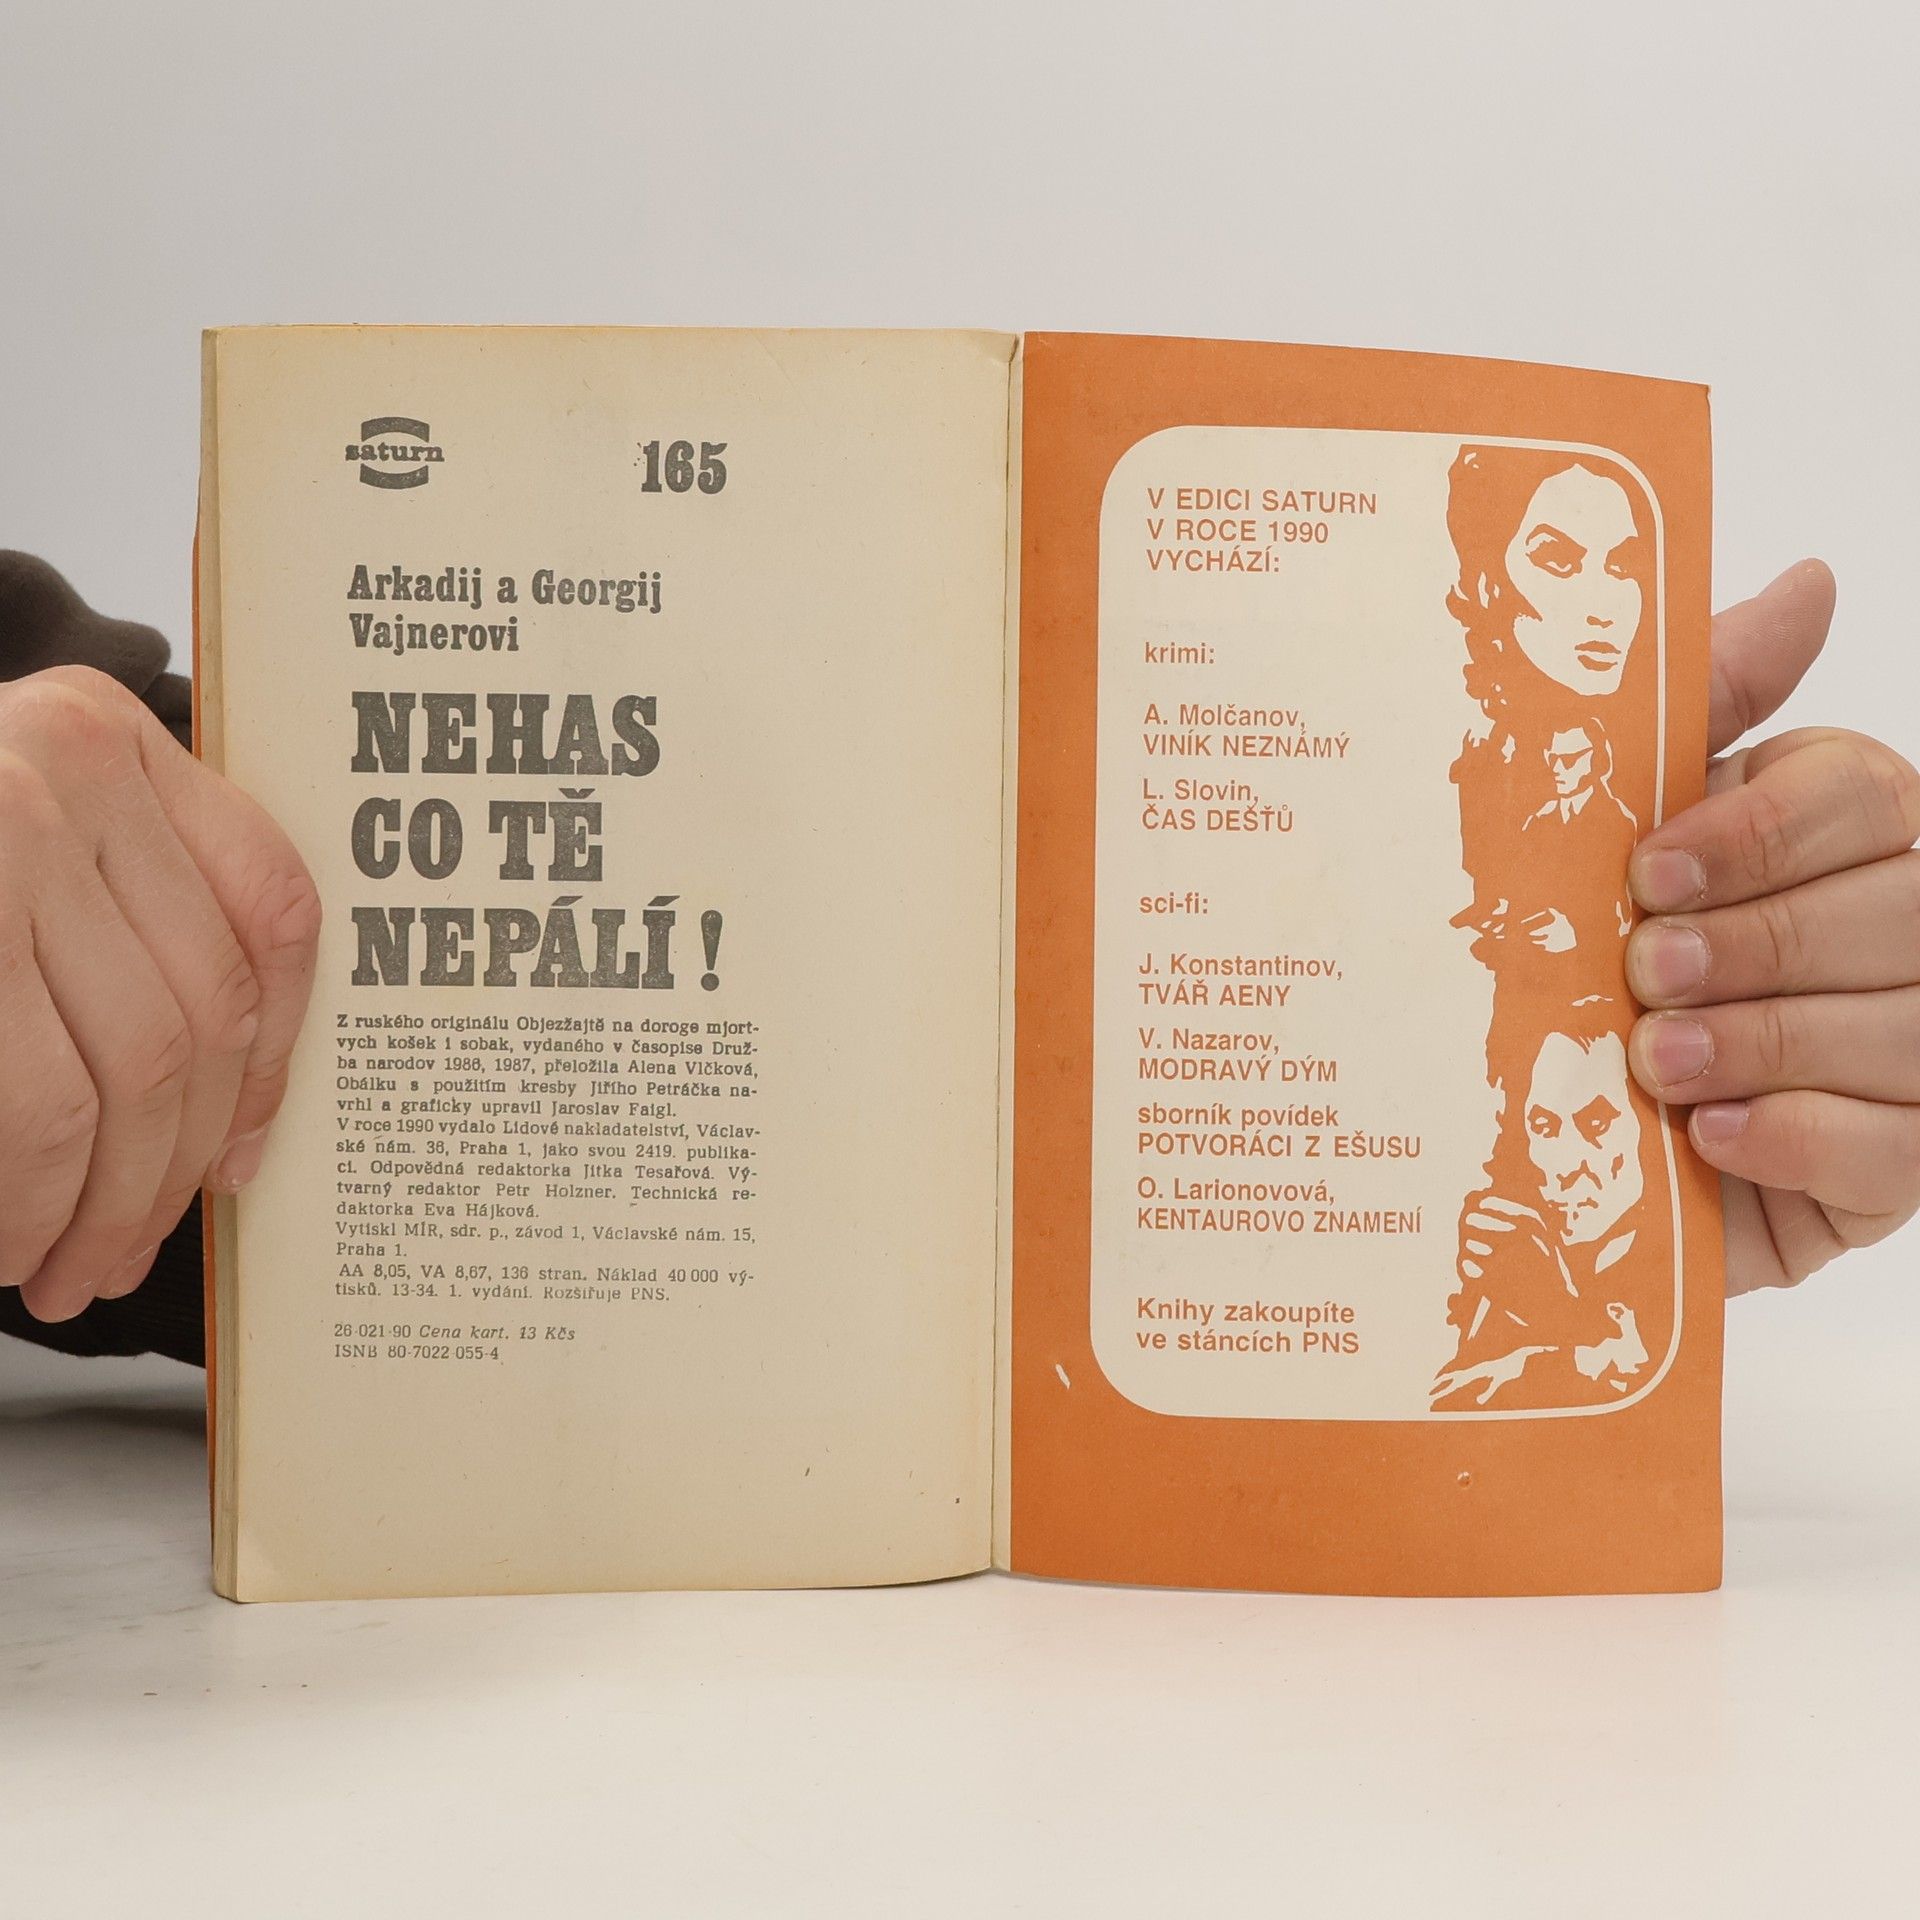 saturn
165
Arkadij a Georgij
Vajnerovi
NEHAS
CO TĚ
NEPÁLÍ!
Z ruského originálu Objezžajtě na doroge mjort-
vych košek i sobak, vydaného v časopise Druž-
ba narodov 1986, 1987, přeložila Alena Vlčková,
Obálku s použitím kresby Jiřího Petráčka na-
vrhl a graficky upravil Jaroslav Faigl.
V roce 1990 vydalo Lidové nakladatelství, Václav-
ské nám. 36, Praha 1, jako svou 2419. publika-
ci. Odpovědná redaktorka Jitka Tesařová. Vý-
tvarný redaktor Petr Holzner. Technická re-
daktorka Eva Hájková.
Vytiskl MÍR, sdr. p., závod 1, Václavské nám. 15,
Praha 1.
AA 8,05, VA 8,67, 136 stran. Náklad 40 000 vý-
tisků. 13-34. 1. vydání. Rozšiřuje PNS.
26-021-90 Cena kart. 13 Kčs
ISNB 80-7022-055-4
V EDICI SATURN
V ROCE 1990
VYCHÁZÍ:
krimi:
A. Molčanov,
VINÍK NEZNÁMÝ
L. Slovin,
ČAS DEŠŤŮ
sci-fi:
J. Konstantinov,
TVÁŘ AENY
V. Nazarov,
MODRAVÝ DÝM
sborník povídek
POTVORÁCI Z EŠUSU
O. Larionovová,
KENTAUROVO ZNAMENÍ
Knihy zakoupíte
ve stáncích PNS